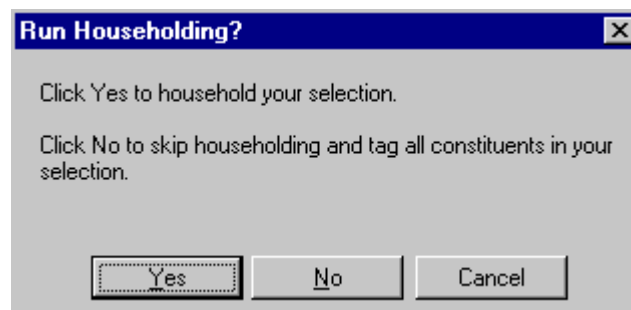 Run Householding?
Click Yes to household your selection.
Click No to skip householding and tag all constituents in your
selection.
Yes No Cancel